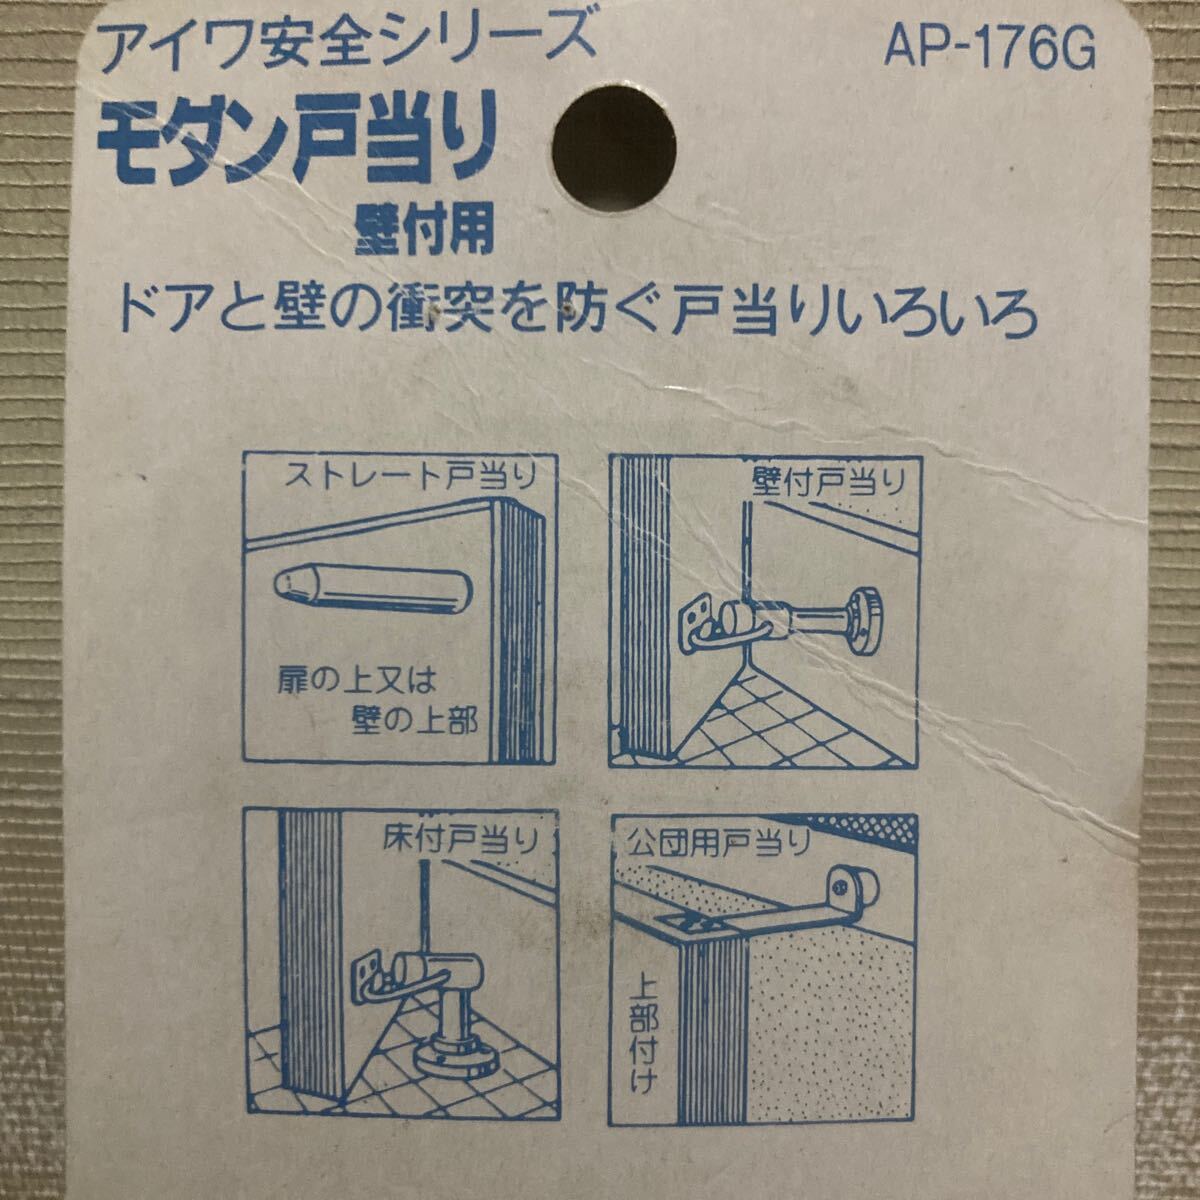 アイワ安全シリーズ
AP-176G
モダン戸当り
壁付用
ドアと壁の衝突を防ぐ戸当りいろいろ
ストレート戸当り
扉の上又は
壁の上部
壁付戸当り
床付戸当り
公団用戸当り
上部付け